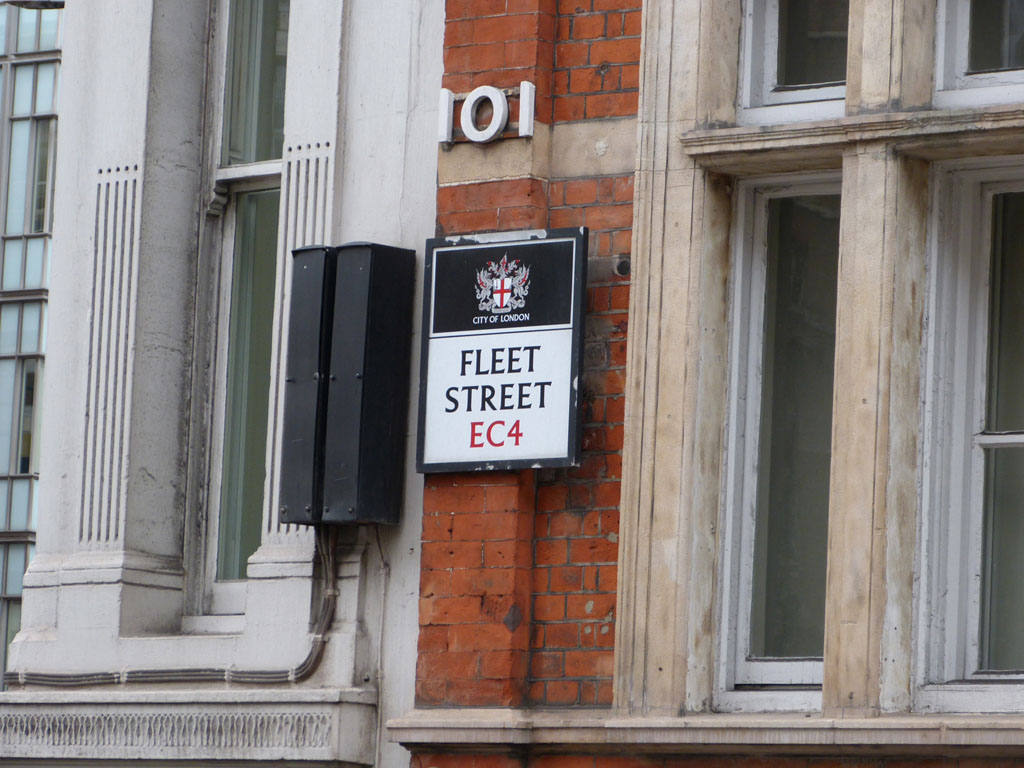 101
CITY OF LONDON
FLEET
STREET
EC4